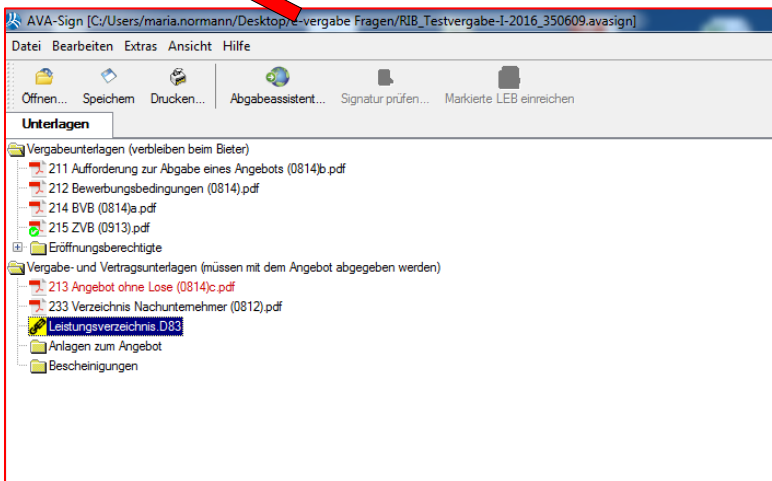 AVA-Sign [C:/Users/maria.normann/Desktop/e-vergabe Fragen/RIB_Testvergabe-I-2016_350609.avasign]
Datei Bearbeiten Extras Ansicht Hilfe
Öffnen... Speichern Drucken... Abgabeassistent... Signatur prüfen... Markierte LEB einreichen
Unterlagen
Vergabeunterlagen (verbleiben beim Bieter)
211 Aufforderung zur Abgabe eines Angebots (0814)b.pdf
212 Bewerbungsbedingungen (0814).pdf
214 BVB (0814)a.pdf
215 ZVB (0913).pdf
Eröffnungsberechtigte
Vergabe- und Vertragsunterlagen (müssen mit dem Angebot abgegeben werden)
213 Angebot ohne Lose (0814)c.pdf
233 Verzeichnis Nachunternehmer (0812).pdf
Leistungsverzeichnis.D83
Anlagen zum Angebot
Bescheinigungen